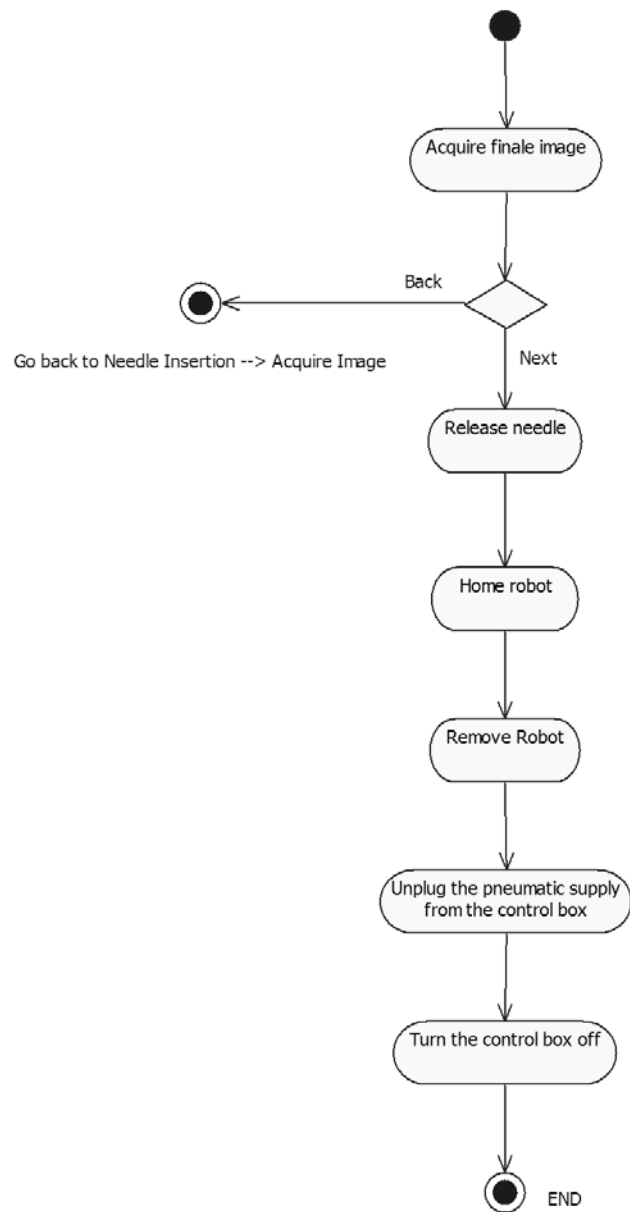 Acquire finale image
Back
Go back to Needle Insertion --> Acquire Image
Next
Release needle
Home robot
Remove Robot
Unplug the pneumatic supply
from the control box
Turn the control box off
END